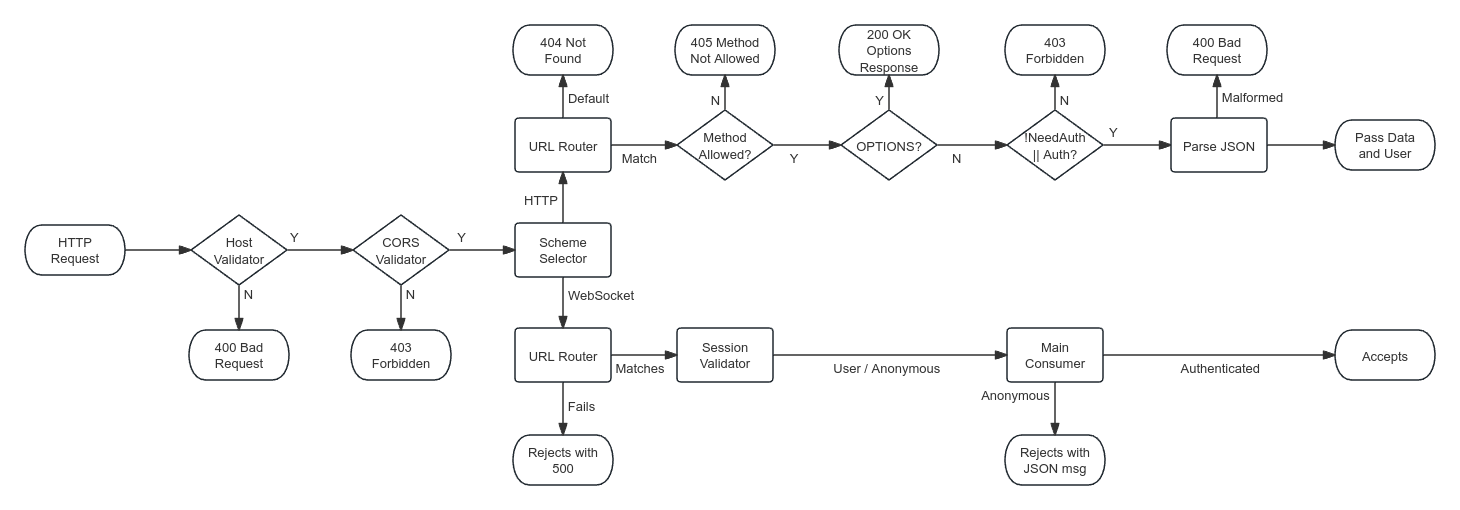 404 Not
Found
405 Method
Not Allowed
200 OK
Options
Response
403
Forbidden
400 Bad
Request
Default
N
Y
N
Malformed
URL Router
Match
Method
Allowed?
Y
OPTIONS?
N
!NeedAuth
|| Auth?
Y
Parse JSON
Pass Data
and User
HTTP
HTTP
Request
Host
Validator
Y
CORS
Validator
Y
Scheme
Selector
N
N
WebSocket
400 Bad
Request
403
Forbidden
URL Router
Matches
Session
Validator
User / Anonymous
Main
Consumer
Authenticated
Accepts
Fails
Anonymous
Rejects with
500
Rejects with
JSON msg